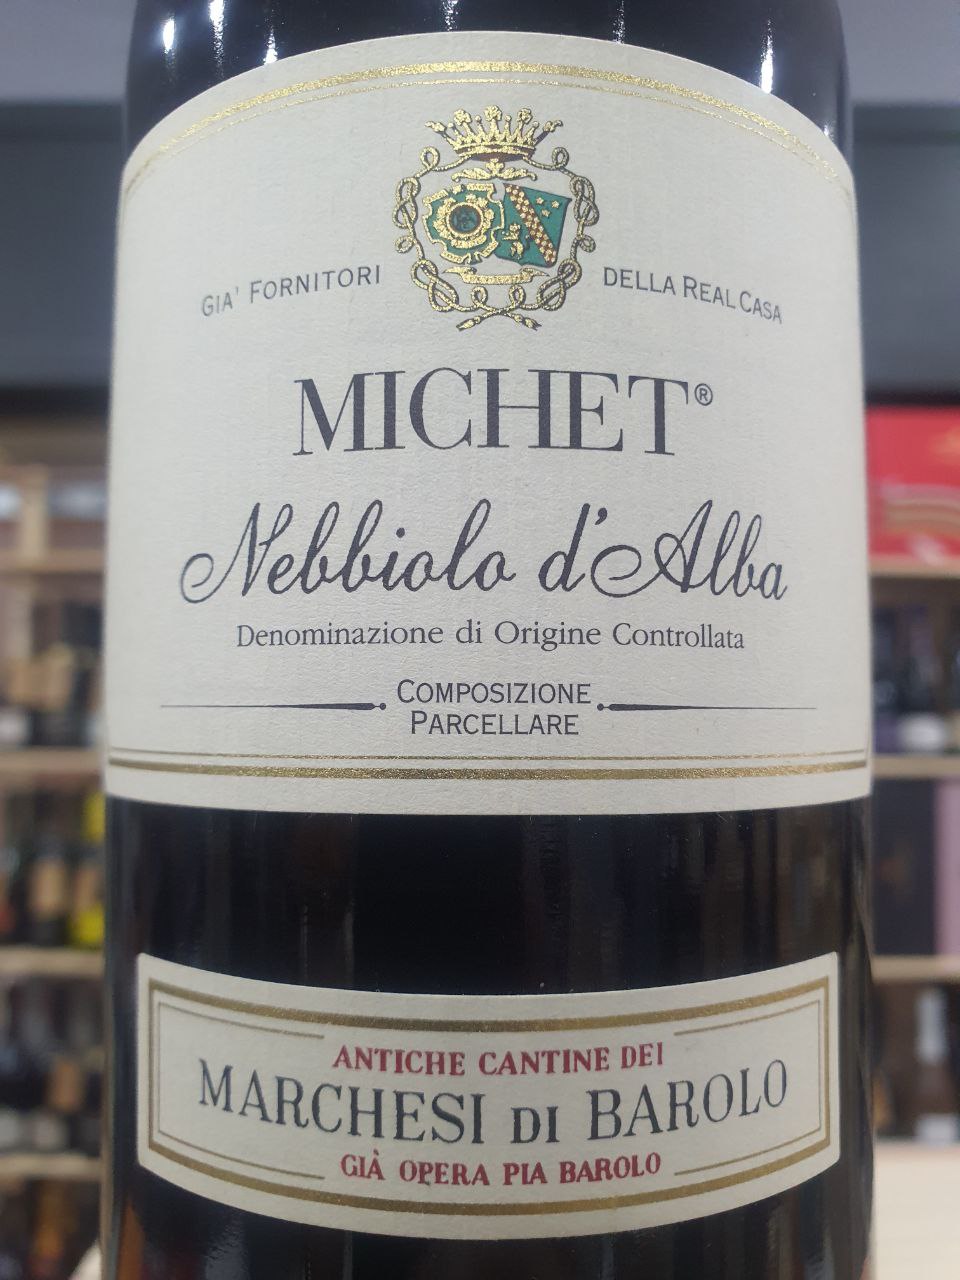 GIA' FORNITORI DELLA REAL CASA
MICHET®
Nebbiolo d'Alba
Denominazione di Origine Controllata
COMPOSIZIONE
PARCELLARE
ANTICHE CANTINE DEI
MARCHESI DI BAROLO
GIÀ OPERA PIA BAROLO